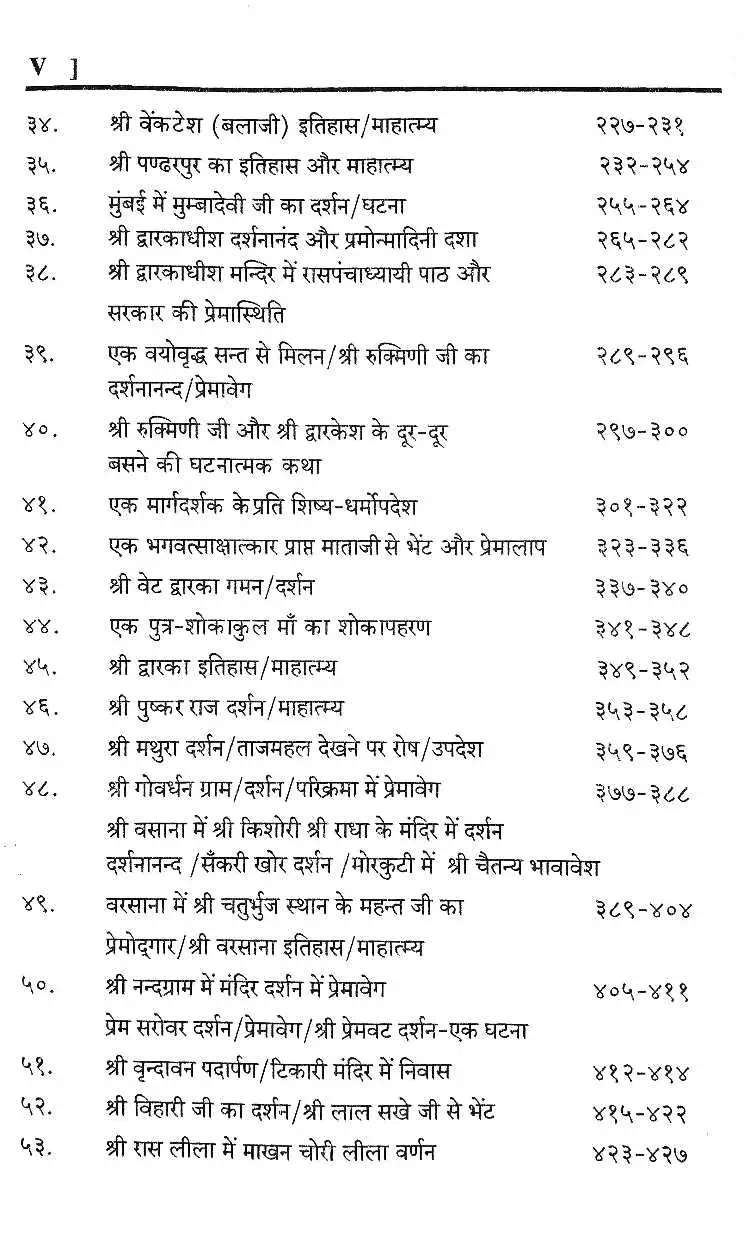 V ]
३४. श्री वेंकटेश (बलाजी) इतिहास/माहात्म्य २२७-२३१
३५. श्री पण्ढरपुर का इतिहास और माहात्म्य २३२-२५४
३६. मुंबई में मुम्बादेवी जी का दर्शन/घटना २५५-२६४
३७. श्री द्वारकाधीश दर्शनानंद और प्रमोन्मादिनी दशा २६५-२८२
३८. श्री द्वारकाधीश मन्दिर में रासपंचाध्यायी पाठ और २८३-२८९
सरकार की प्रेमास्थिति
३९. एक वयोवृद्ध सन्त से मिलन/श्री रुक्मिणी जी का २८९-२९६
दर्शनानन्द/प्रेमावेग
४०. श्री रुक्मिणी जी और श्री द्वारकेश के दूर-दूर २९७-३००
बसने की घटनात्मक कथा
४१. एक मार्गदर्शक के प्रति शिष्य-धर्मोपदेश ३०१-३२२
४२. एक भगवत्साक्षात्कार प्राप्त माताजी से भेंट और प्रेमालाप ३२३-३३६
४३. श्री वेट द्वारका गमन/दर्शन ३३७-३४०
४४. एक पुत्र-शोकाकुल माँ का शोकापहरण ३४१-३४८
४५. श्री द्वारका इतिहास/माहात्म्य ३४९-३५२
४६. श्री पुष्कर राज दर्शन/माहात्म्य ३५३-३५८
४७. श्री मथुरा दर्शन/ताजमहल देखने पर रोष/उपदेश ३५९-३७६
४८. श्री गोवर्धन ग्राम/दर्शन/परिक्रमा में प्रेमावेग ३७७-३८८
श्री वसाना में श्री किशोरी श्री राधा के मंदिर में दर्शन
दर्शनानन्द /सँकरी खोर दर्शन /मोरकुटी में श्री चैतन्य भावावेश
४९. वरसाना में श्री चतुर्भुज स्थान के महन्त जी का ३८९-४०४
प्रेमोद्‌गार/श्री वरसाना इतिहास/माहात्म्य
५०. श्री नन्दग्राम में मंदिर दर्शन में प्रेमावेग ४०५-४११
प्रेम सरोवर दर्शन/प्रेमावेग/श्री प्रेमवट दर्शन-एक घटना
५१. श्री वृन्दावन पदार्पण/टिकारी मंदिर में निवास ४१२-४१४
५२. श्री विहारी जी का दर्शन/श्री लाल सखे जी से भेंट ४१५-४२२
५३. श्री रास लीला में माखन चोरी लीला वर्णन ४२३-४२७